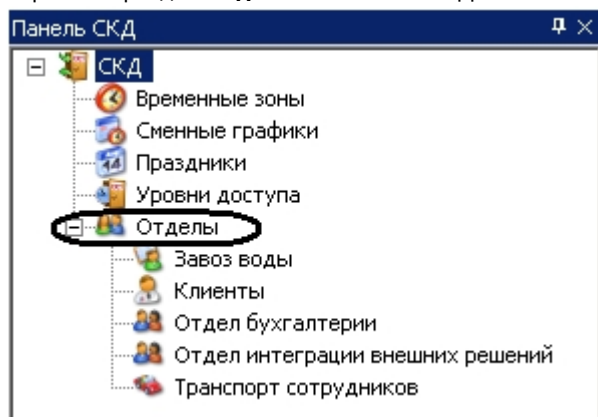 Панель СКД
СКД
Временные зоны
Сменные графики
Праздники
Уровни доступа
Отделы
Завоз воды
Клиенты
Отдел бухгалтерии
Отдел интеграции внешних решений
Транспорт сотрудников